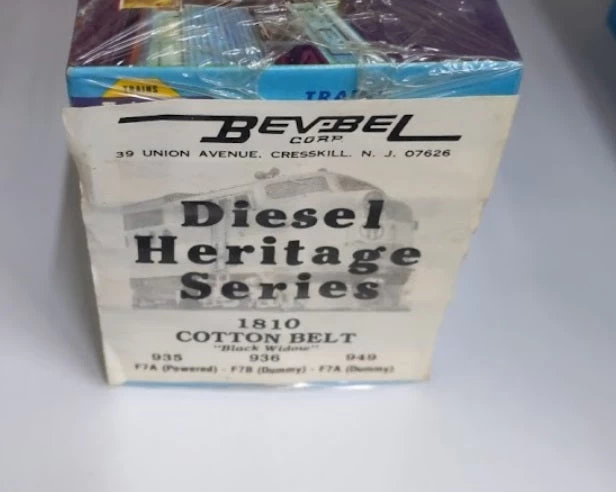 TRAINS
BEV-BEL
CORP.
39 UNION AVENUE. CRESSKILL. N. J. 07626
Diesel
Heritage
Series
1810
COTTON BELT
"Black Widow"
935 936 949
F7A (Powered) - F7B (Dummy) - F7A (Dummy)